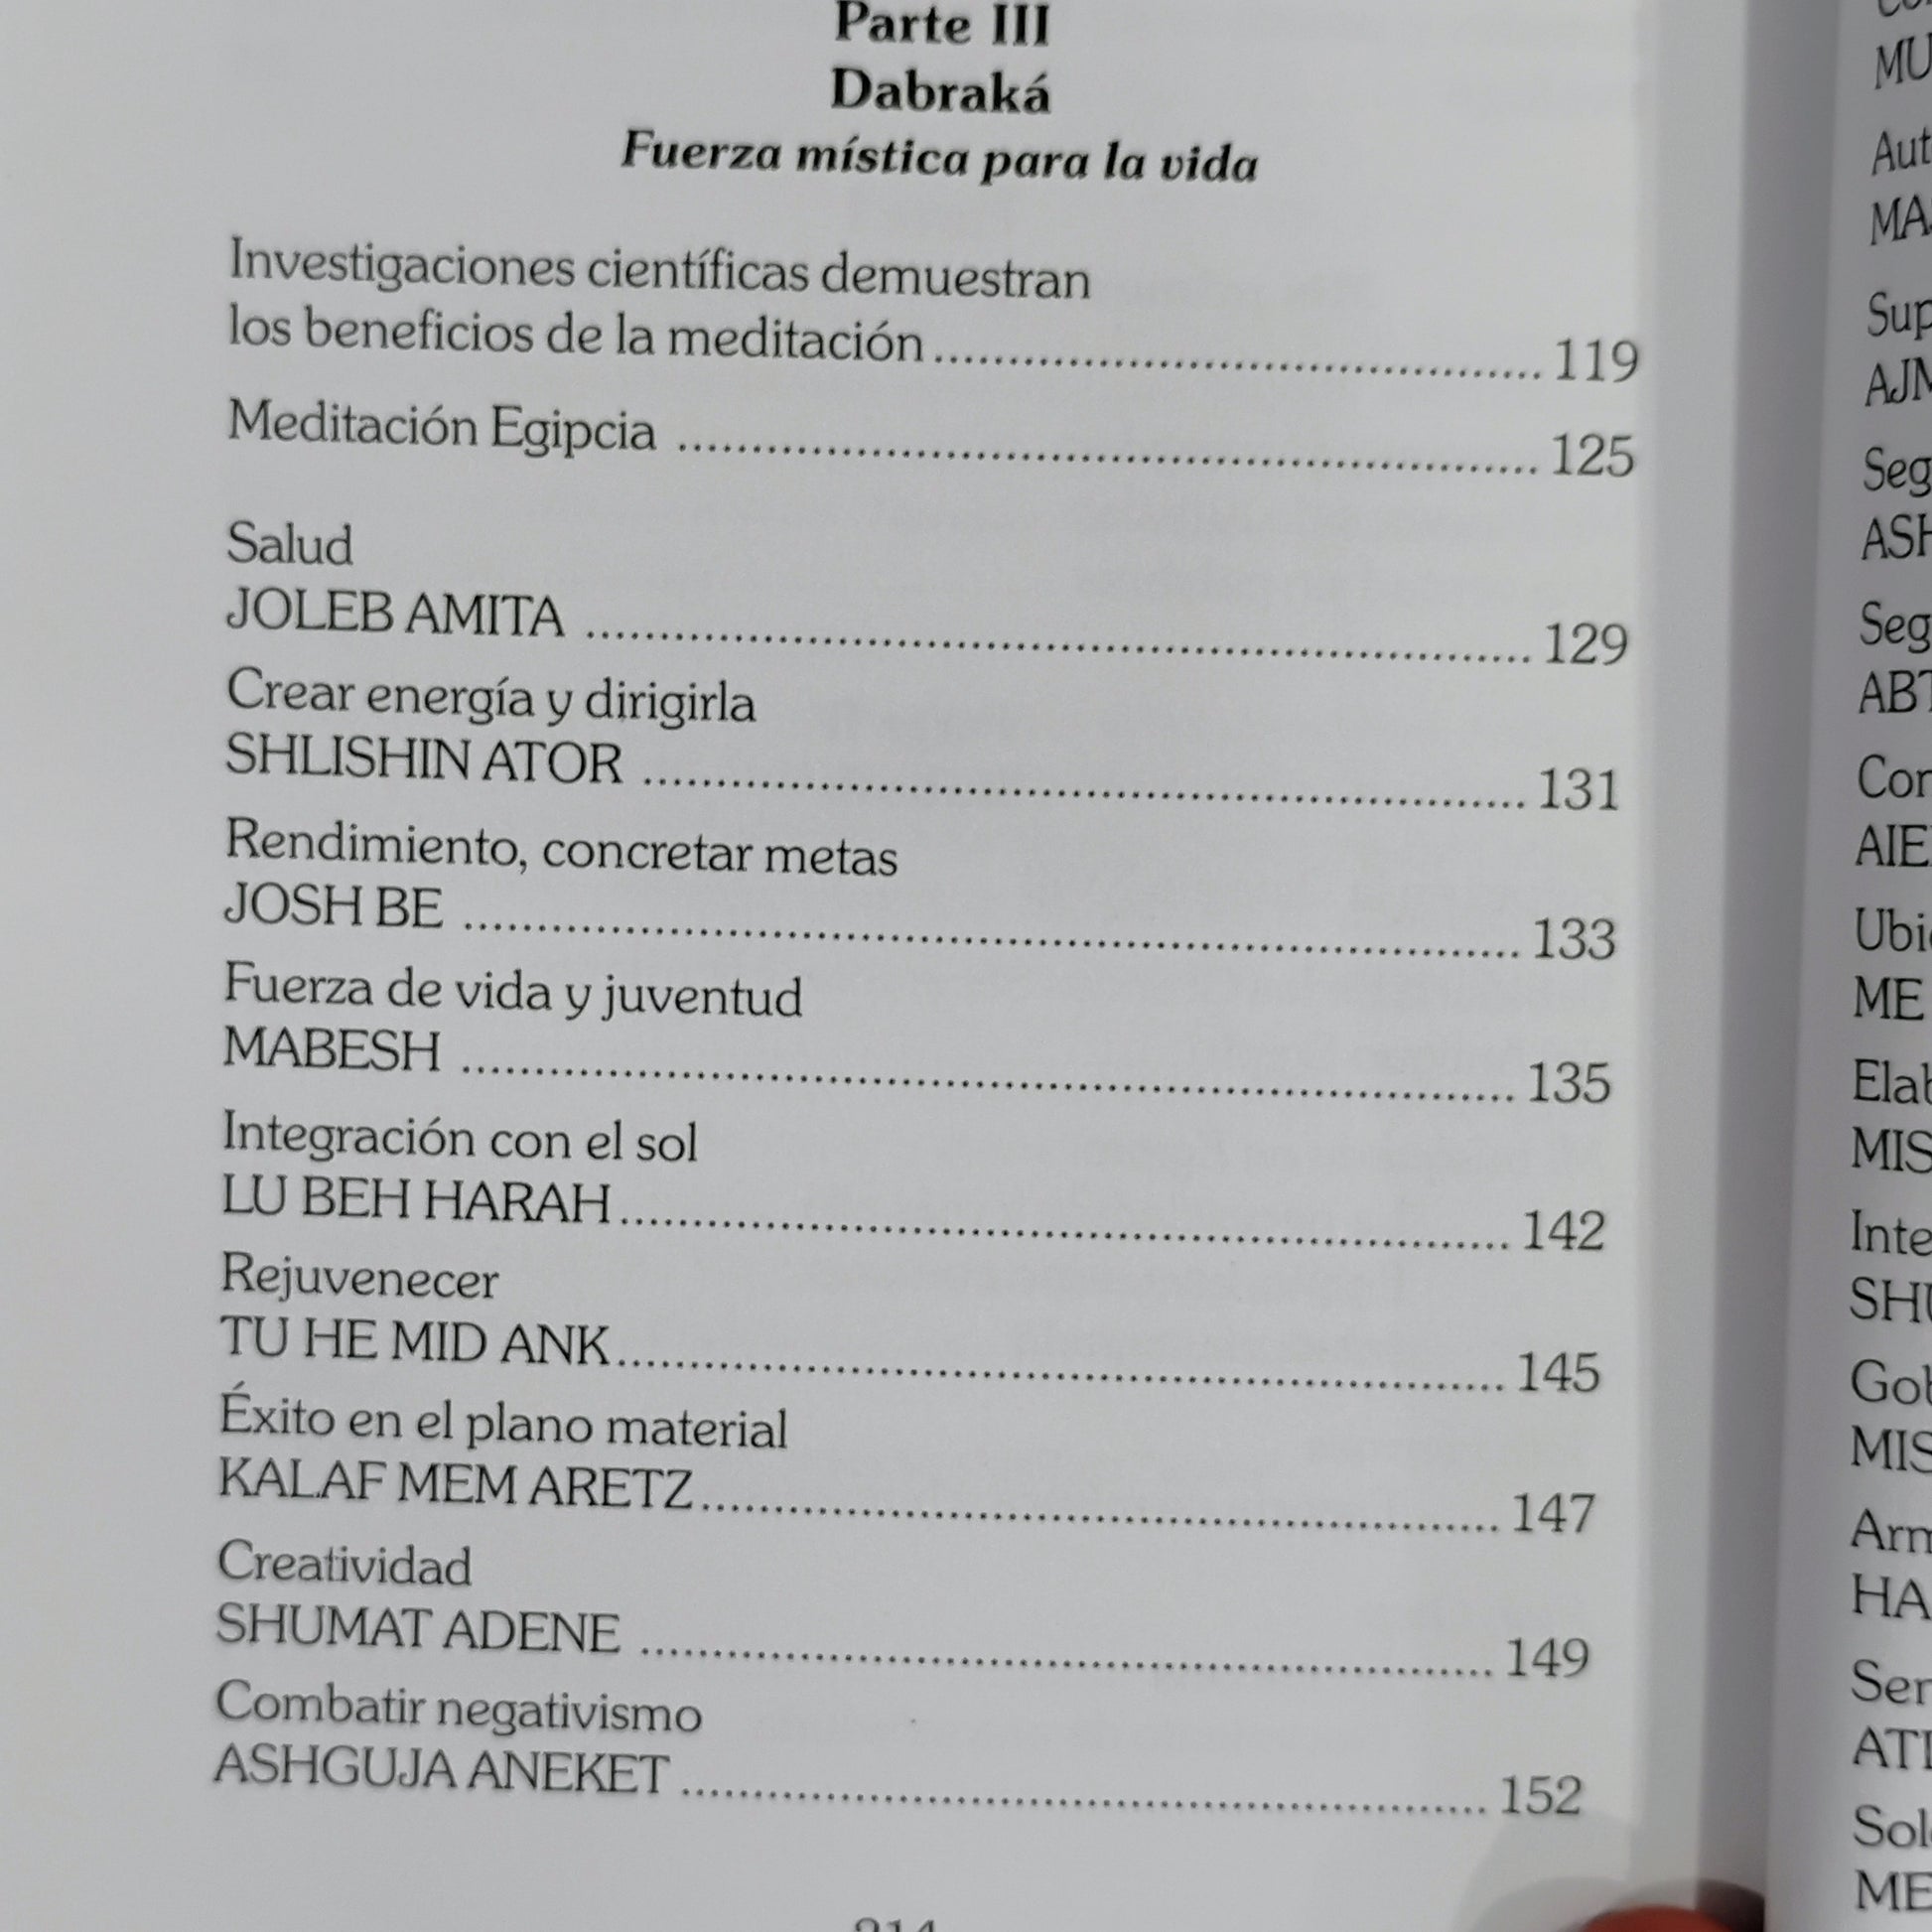 Parte III
Dabraká
Fuerza mística para la vida
Investigaciones científicas demuestran
los beneficios de la meditación ........................................ 119
Meditación Egipcia ........................................ 125
Salud
JOLEB AMITA ........................................ 129
Crear energía y dirigirla
SHLISHIN ATOR ........................................ 131
Rendimiento, concretar metas
JOSH BE ........................................ 133
Fuerza de vida y juventud
MABESH ........................................ 135
Integración con el sol
LU BEH HARAH ........................................ 142
Rejuvenecer
TU HE MID ANK ........................................ 145
Éxito en el plano material
KALAF MEM ARETZ ........................................ 147
Creatividad
SHUMAT ADENE ........................................ 149
Combatir negativismo
ASHGUJA ANEKET ........................................ 152